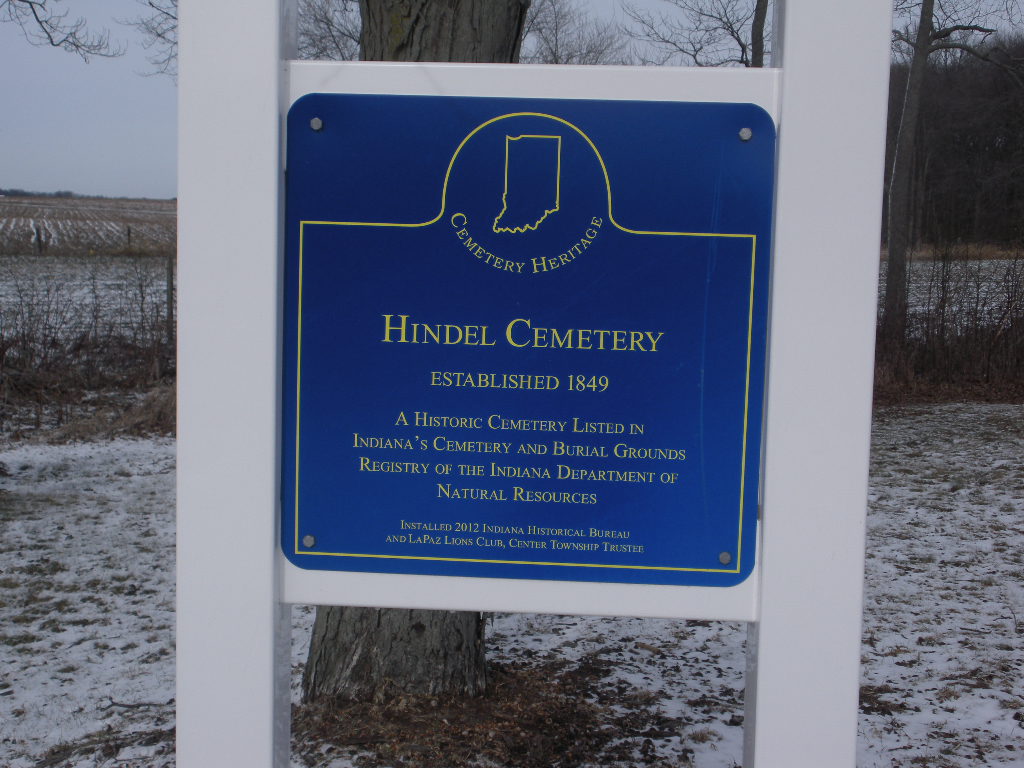 Cemetery Heritage
Hindel Cemetery
Established 1849
A Historic Cemetery Listed in
Indiana's Cemetery and Burial Grounds
Registry of the Indiana Department of
Natural Resources
Installed 2012 Indiana Historical Bureau
and LaPaz Lions Club, Center Township Trustee